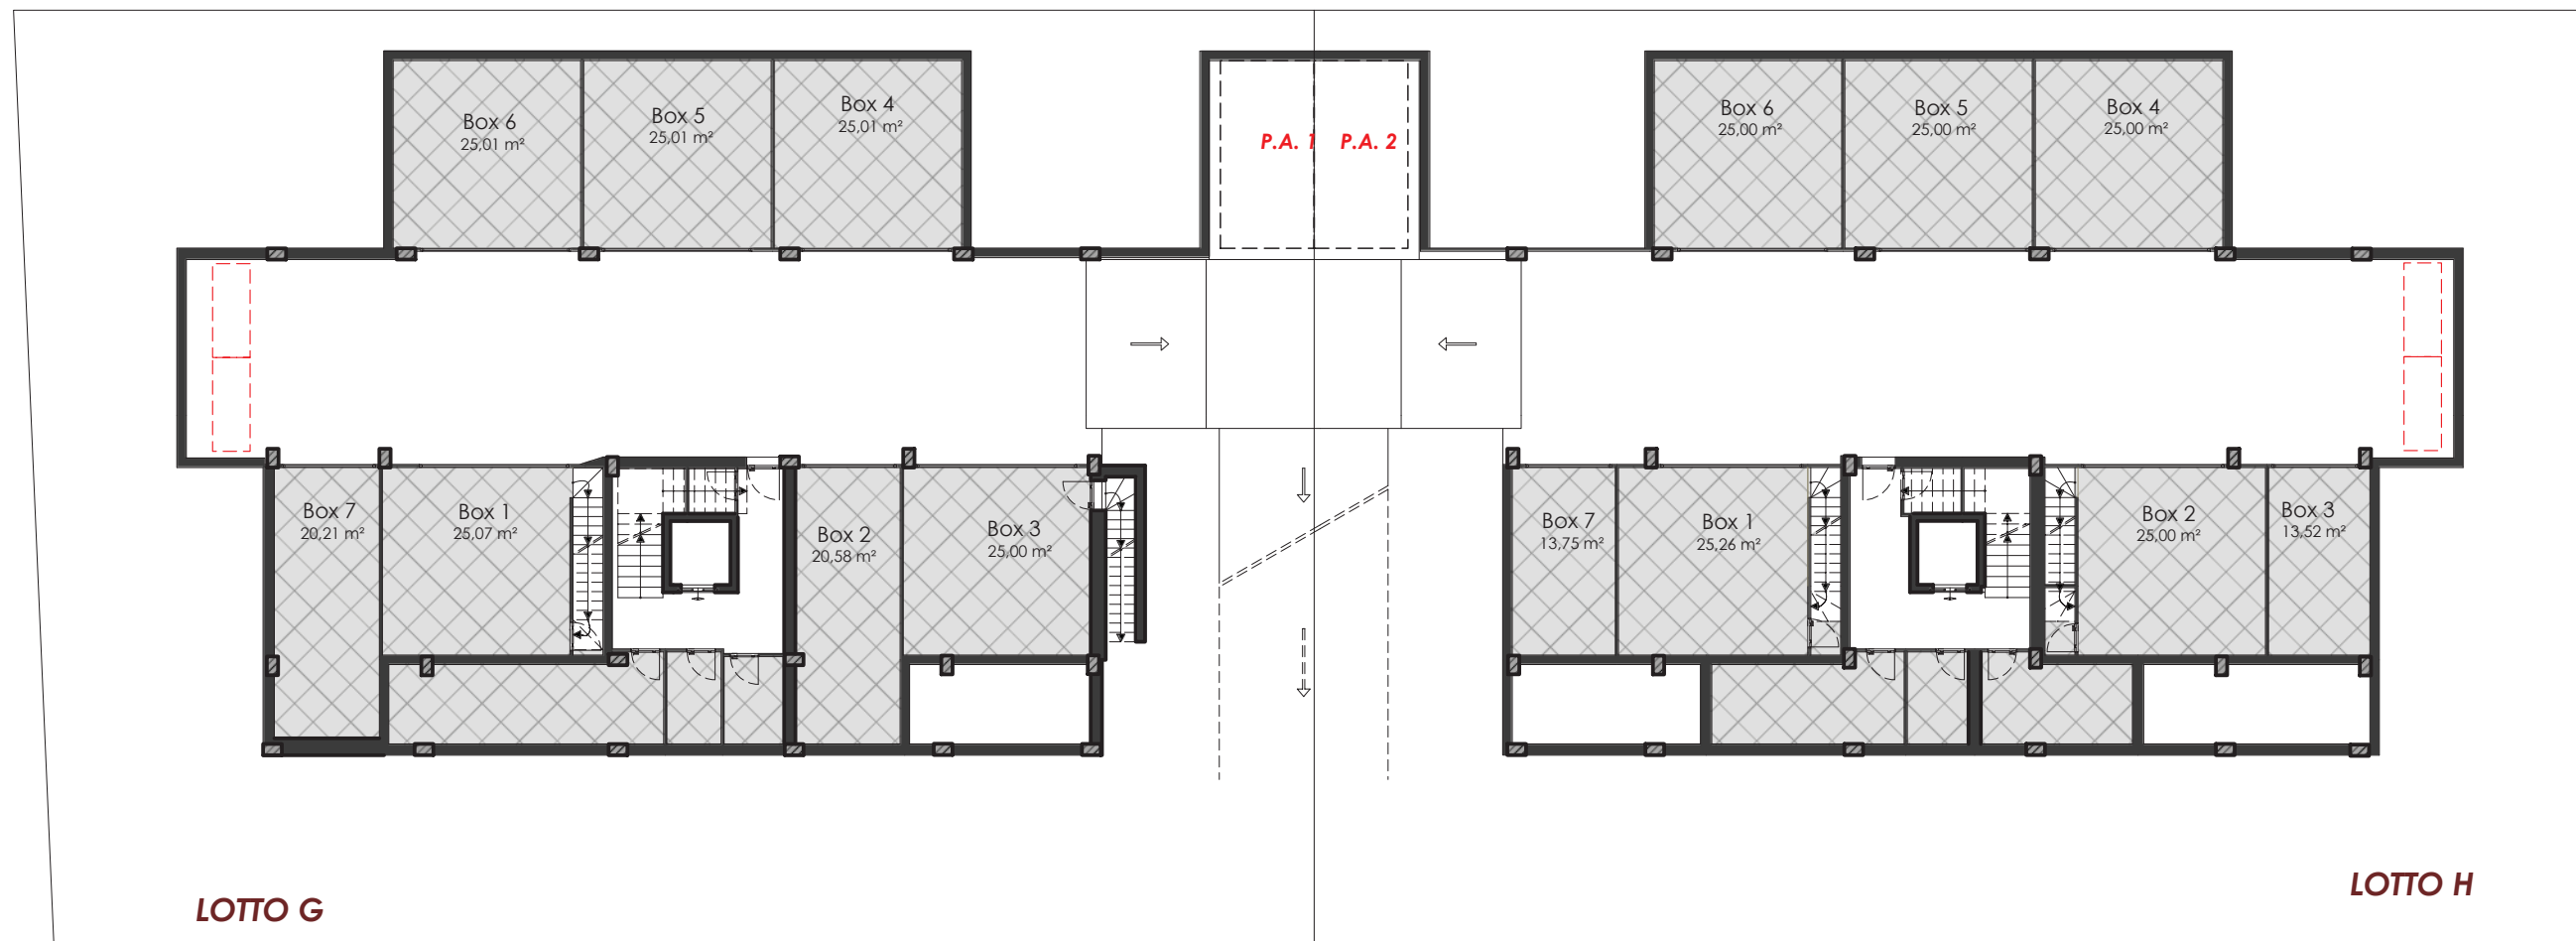 Box 6
25,01 m²
Box 5
25,01 m²
Box 4
25,01 m²
P.A. 1
P.A. 2
Box 6
25,00 m²
Box 5
25,00 m²
Box 4
25,00 m²
Box 7
20,21 m²
Box 1
25,07 m²
Box 2
20,58 m²
Box 3
25,00 m²
Box 7
13,75 m²
Box 1
25,26 m²
Box 2
25,00 m²
Box 3
13,52 m²
LOTTO G
LOTTO H